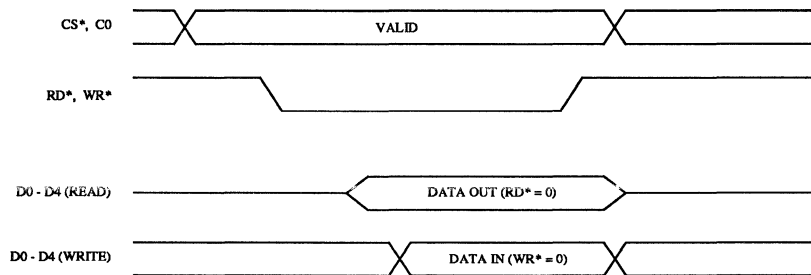 CS*, C0
VALID
RD*, WR*
D0 - D4 (READ)
DATA OUT (RD* = 0)
D0 - D4 (WRITE)
DATA IN (WR* = 0)